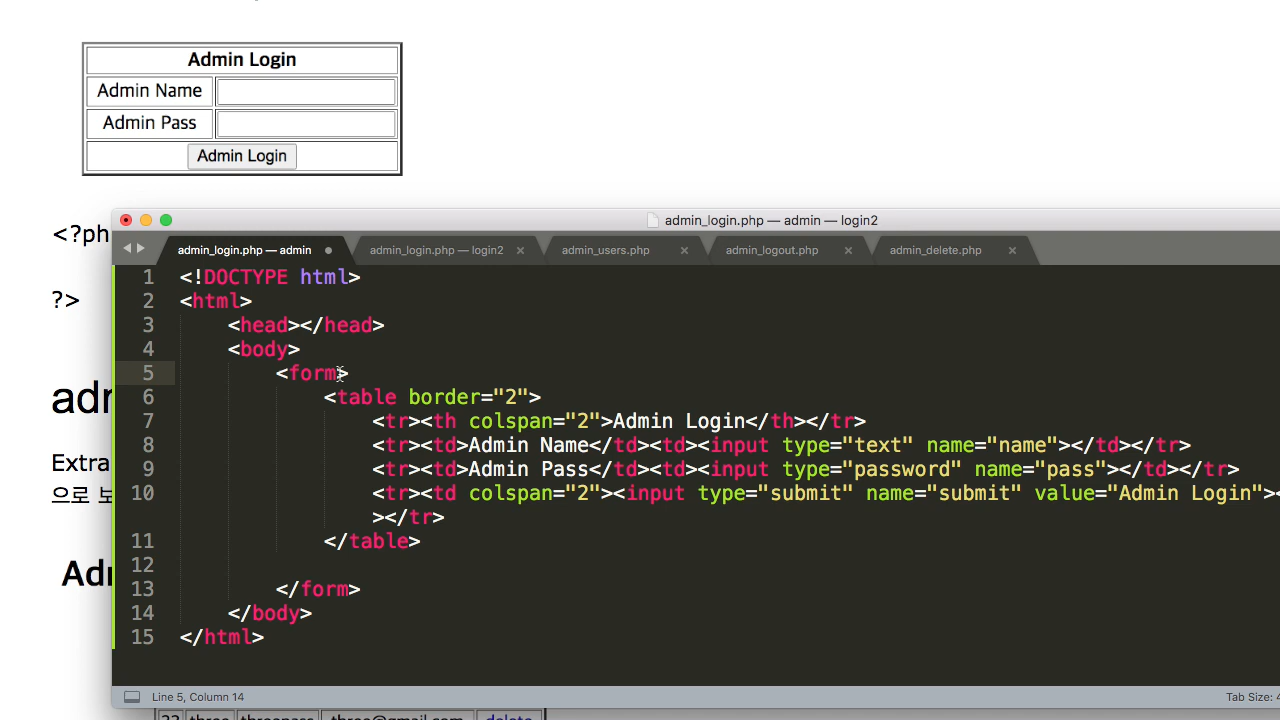 Admin Login
Admin Name
Admin Pass
Admin Login
<?ph
?>
adm
Extra
으로 보
Adr
admin_login.php — admin — login2
admin_login.php — admin
admin_login.php — login2
admin_users.php
admin_logout.php
admin_delete.php
1 <!DOCTYPE html>
2 <html>
3 <head></head>
4 <body>
5 <form>
6 <table border="2">
7 <tr><th colspan="2">Admin Login</th></tr>
8 <tr><td>Admin Name</td><td><input type="text" name="name"></td></tr>
9 <tr><td>Admin Pass</td><td><input type="password" name="pass"></td></tr>
10 <tr><td colspan="2"><input type="submit" name="submit" value="Admin Login"><
></tr>
11 </table>
12
13 </form>
14 </body>
15 </html>
Line 5, Column 14
Tab Size: 4
three threepass three@gmail.com delete